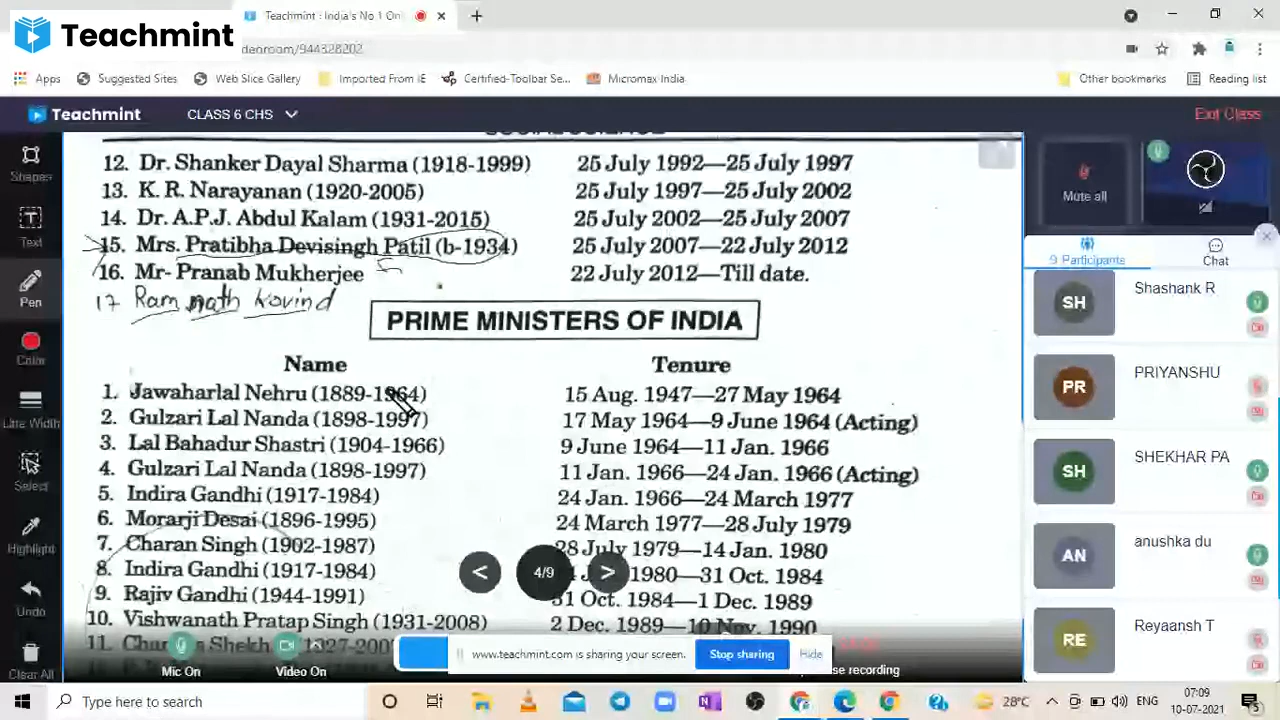 Teachmint : India's No 1 Onl
Teachmint
denroom/944328202
Apps
Suggested Sites
Web Slice Gallery
Imported From IE
Certified-Toolbar Se...
Micromax India
Other bookmarks
Reading list
Teachmint
CLASS 6 CHS
Exit Class
SOCIAL SCIENCE
12. Dr. Shanker Dayal Sharma (1918-1999) 25 July 1992—25 July 1997
13. K. R. Narayanan (1920-2005) 25 July 1997—25 July 2002
14. Dr. A.P.J. Abdul Kalam (1931-2015) 25 July 2002—25 July 2007
15. Mrs. Pratibha Devisingh Patil (b-1934) 25 July 2007—22 July 2012
16. Mr- Pranab Mukherjee 22 July 2012—Till date.
17 Ram nath kovind
PRIME MINISTERS OF INDIA
Name Tenure
1. Jawaharlal Nehru (1889-1964) 15 Aug. 1947—27 May 1964
2. Gulzari Lal Nanda (1898-1997) 17 May 1964—9 June 1964 (Acting)
3. Lal Bahadur Shastri (1904-1966) 9 June 1964—11 Jan. 1966
4. Gulzari Lal Nanda (1898-1997) 11 Jan. 1966—24 Jan. 1966 (Acting)
5. Indira Gandhi (1917-1984) 24 Jan. 1966—24 March 1977
6. Morarji Desai (1896-1995) 24 March 1977—28 July 1979
7. Charan Singh (1902-1987) 28 July 1979—14 Jan. 1980
8. Indira Gandhi (1917-1984) 1980—31 Oct. 1984
9. Rajiv Gandhi (1944-1991) 31 Oct. 1984—1 Dec. 1989
10. Vishwanath Pratap Singh (1931-2008) 2 Dec. 1989—10 Nov. 1990
11.
4/9
Shapes
Text
Pen
Color
Line Width
Select
Highlight
Undo
Clear All
Mute all
9 Participants
Chat
SH Shashank R
PR PRIYANSHU
SH SHEKHAR PA
AN anushka du
RE Reyansh T
Mic On
Video On
www.teachmint.com is sharing your screen.
Stop sharing
Hide
recording
Type here to search
28°C
ENG
07:09
10-07-2021